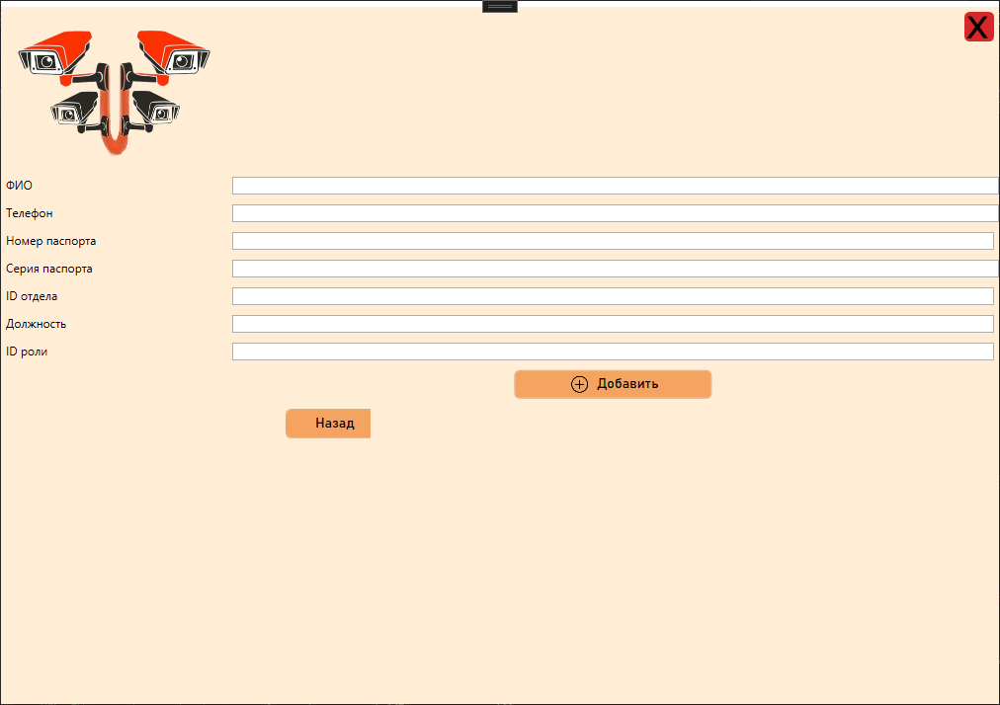 X
ФИО
Телефон
Номер паспорта
Серия паспорта
ID отдела
Должность
ID роли
Добавить
Назад